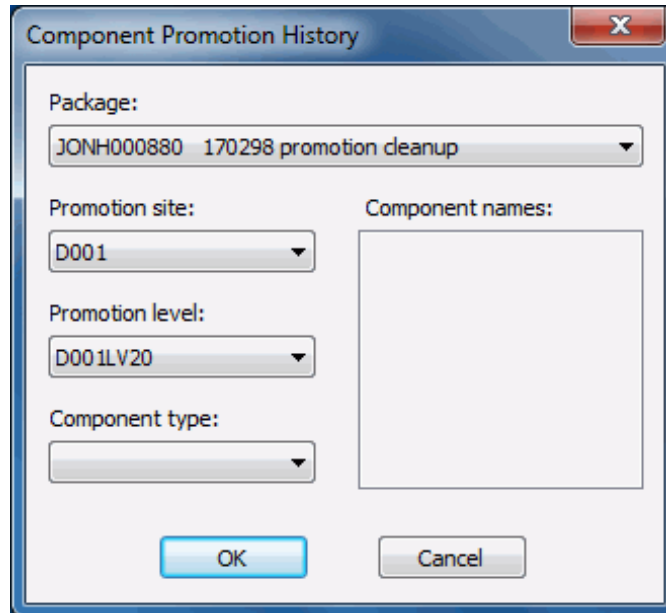 Component Promotion History
Package:
JONH000880 170298 promotion cleanup
Promotion site:
Component names:
D001
Promotion level:
D001LV20
Component type:
OK
Cancel